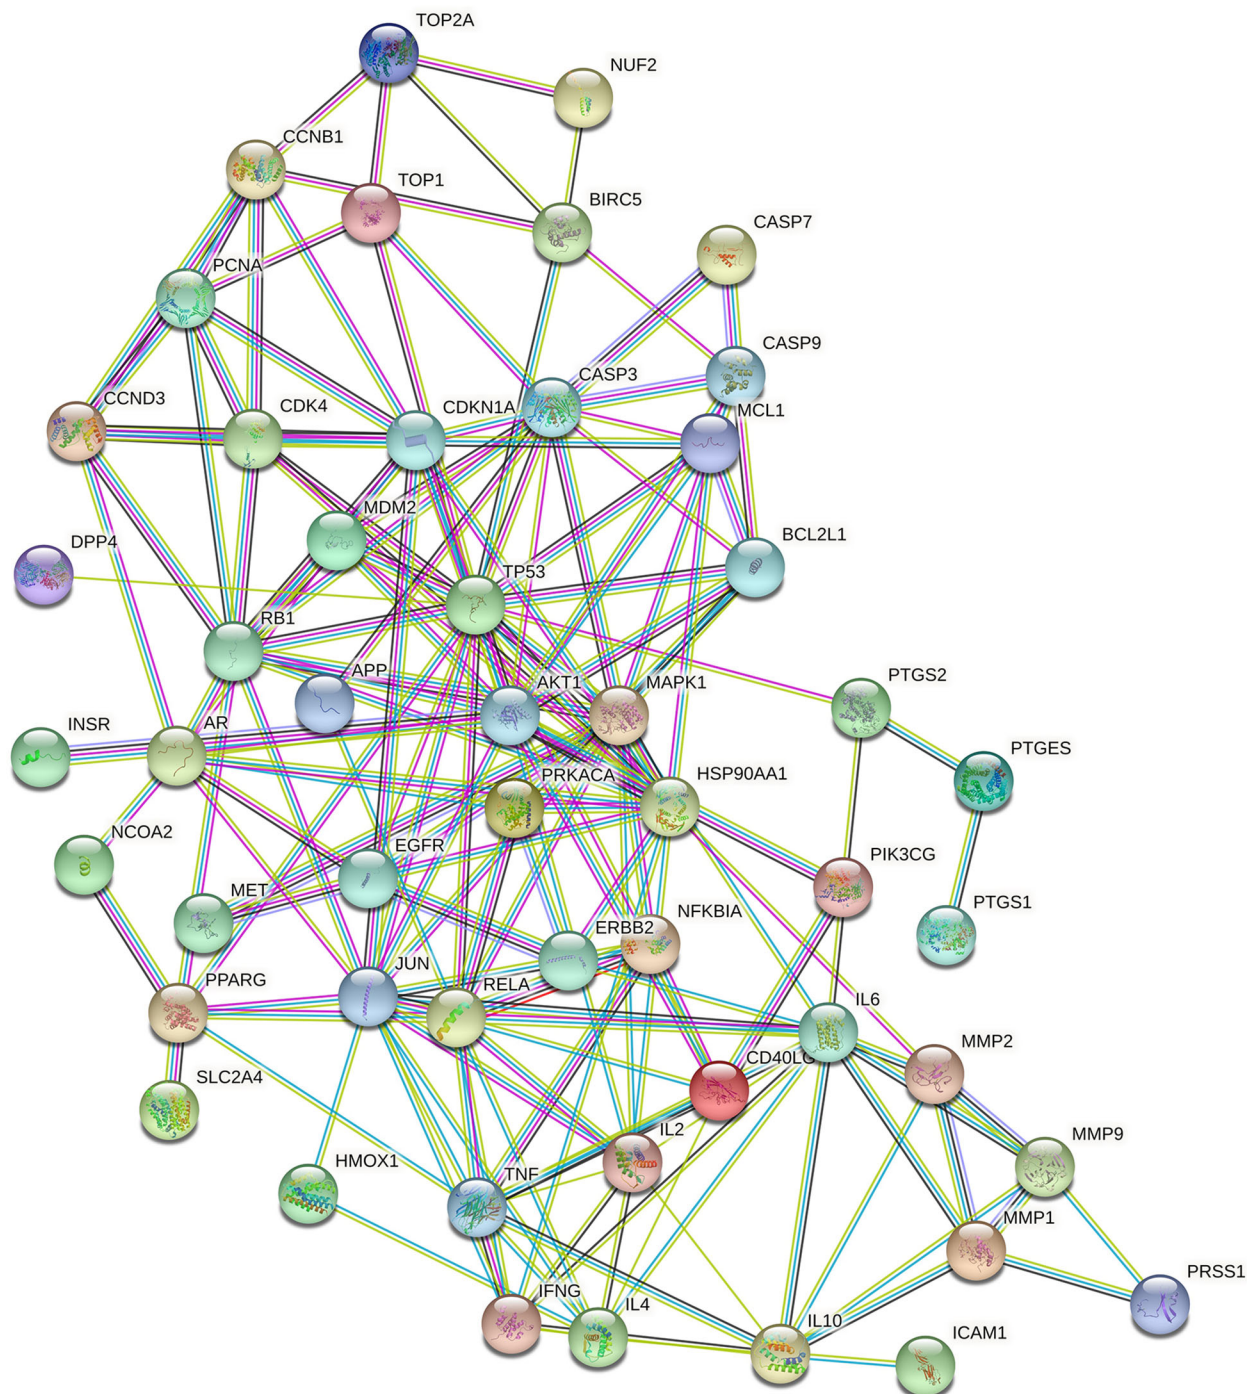 TOP2A
NUF2
CCNB1
TOP1
BIRC5
CASP7
PCNA
CASP9
CASP3
CCND3
CDK4
CDKN1A
MCL1
MDM2
DPP4
BCL2L1
TP53
RB1
APP
AKT1
MAPK1
PTGS2
INSR
AR
PTGES
PRKACA
HSP90AA1
NCOA2
EGFR
PIK3CG
MET
PTGS1
ERBB2
NFKBIA
JUN
RELA
PPARG
IL6
MMP2
CD40LG
SLC2A4
IL2
MMP9
HMOX1
TNF
MMP1
PRSS1
IFNG
IL4
IL10
ICAM1